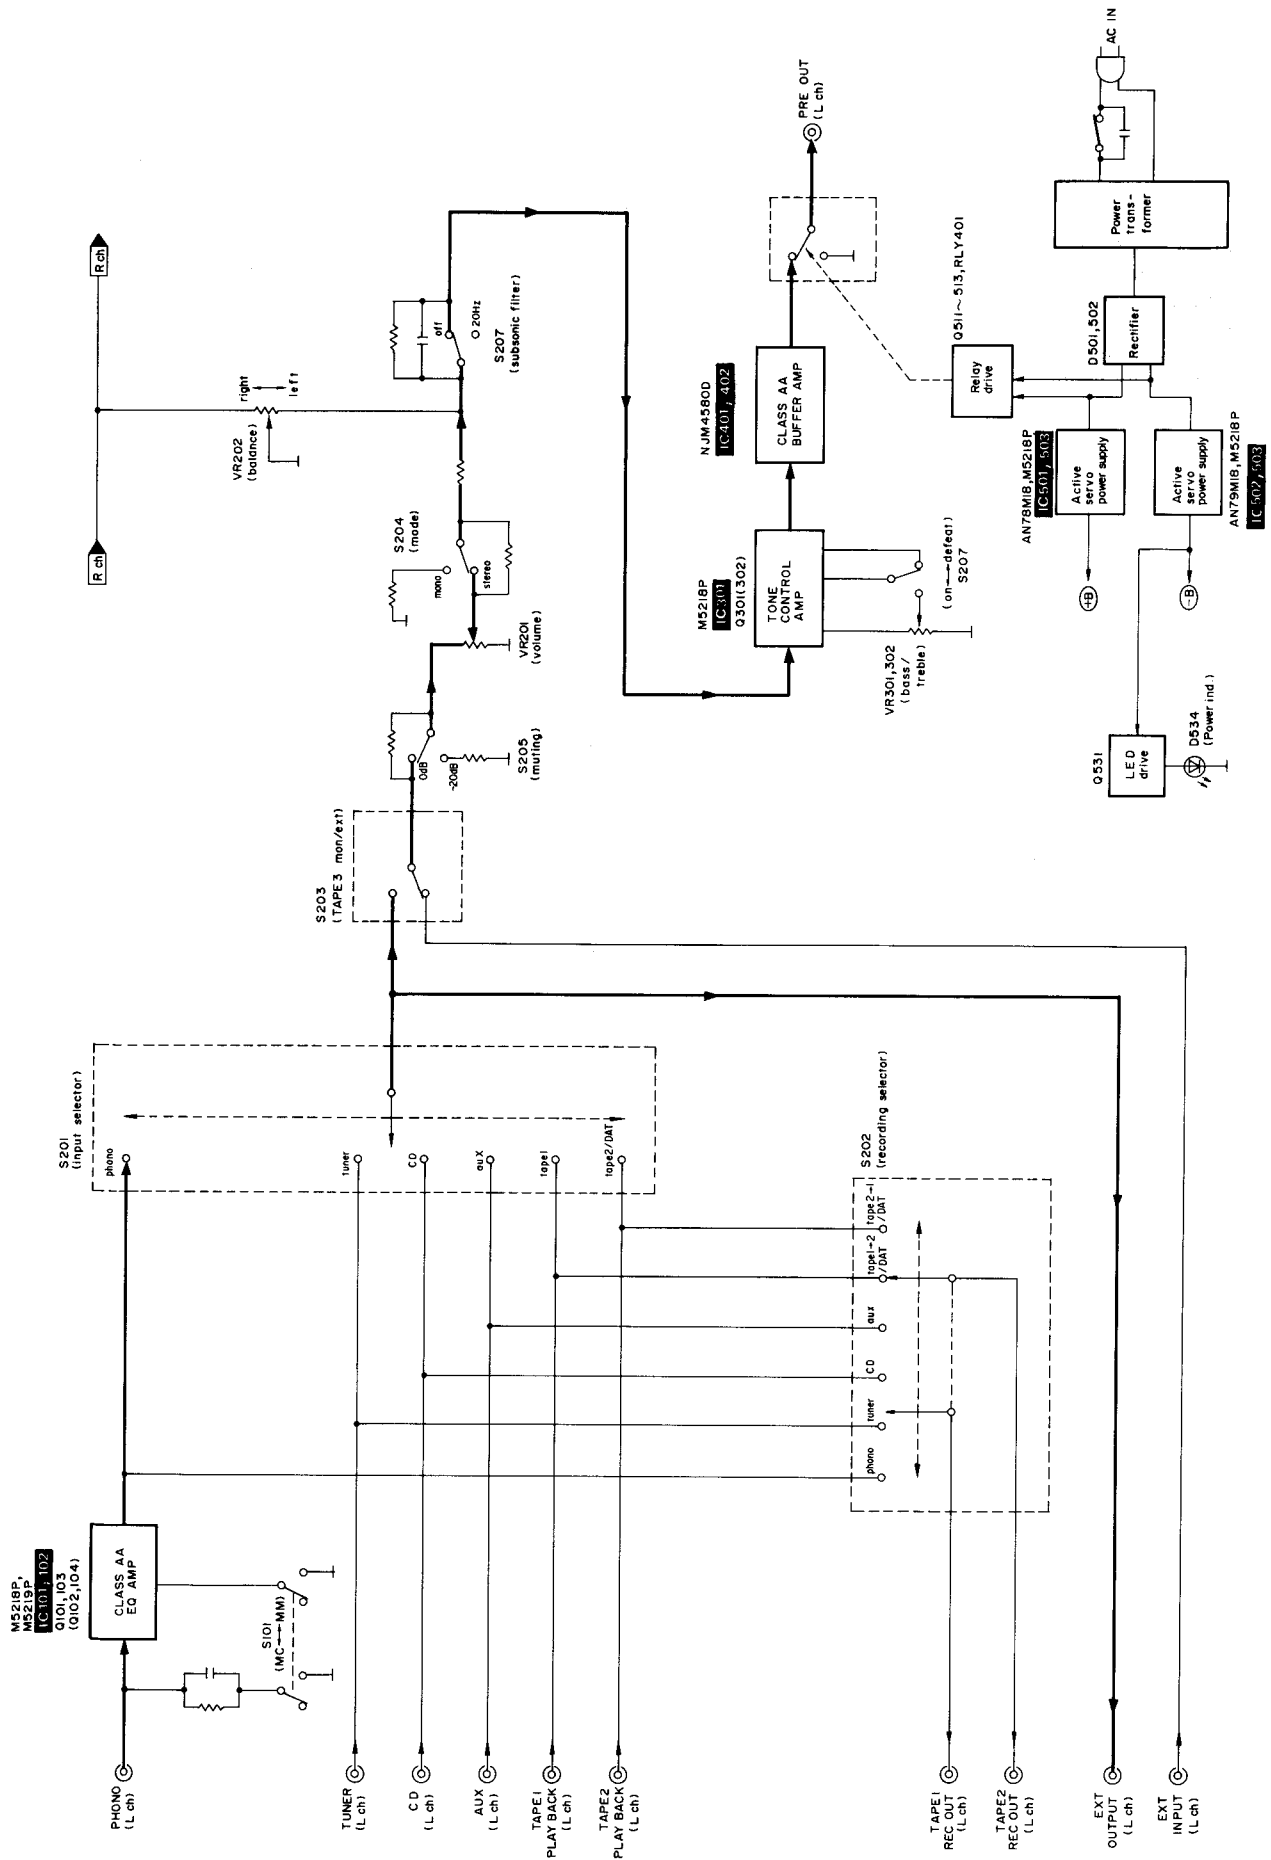 M5218P,
M5219P
IC101, 102
Q101, 103
(Q102, 104)
CLASS AA
EQ AMP
PHONO
(L ch)
S101
(MC↔MM)
TUNER
(L ch)
CD
(L ch)
AUX
(L ch)
TAPE1
PLAY BACK
(L ch)
TAPE2
PLAY BACK
(L ch)
TAPE1
REC OUT
(L ch)
TAPE2
REC OUT
(L ch)
EXT
OUTPUT
(L ch)
EXT
INPUT
(L ch)
S201
(input selector)
phono
tuner
CD
auX
tape1
tape2/DAT
S202
(recording selector)
phono
tuner
CD
aux
tape1-2
/DAT
tape2-1
/DAT
S203
(TAPE3 mon/ext)
0dB
-20dB
S205
(muting)
VR201
(volume)
S204
(mode)
mono
stereo
VR202
(balance)
right
left
R ch
R ch
off
20Hz
S207
(subsonic filter)
M5218P
IC301
Q301(302)
TONE
CONTROL
AMP
VR301,302
(bass/
treble)
(on↔defeat)
S207
NJM4580D
IC401, 402
CLASS AA
BUFFER AMP
PRE OUT
(L ch)
Q511~513,RLY401
Relay
drive
D501,502
Rectifier
Power
trans-
former
AC IN
AN78M18,M5218P
IC501, 503
Active
servo
power supply
AN79M18,M5218P
IC502,503
Active
servo
power supply
+B
-B
Q531
LED
drive
D534
(Power ind.)